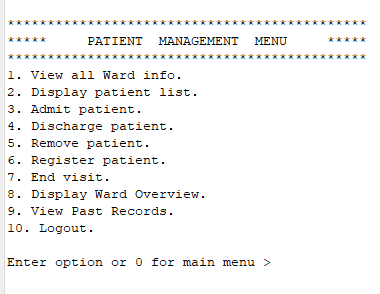 *********************************************
*****     PATIENT  MANAGEMENT  MENU     *****
*********************************************
1. View all Ward info.
2. Display patient list.
3. Admit patient.
4. Discharge patient.
5. Remove patient.
6. Register patient.
7. End visit.
8. Display Ward Overview.
9. View Past Records.
10. Logout.
Enter option or 0 for main menu >